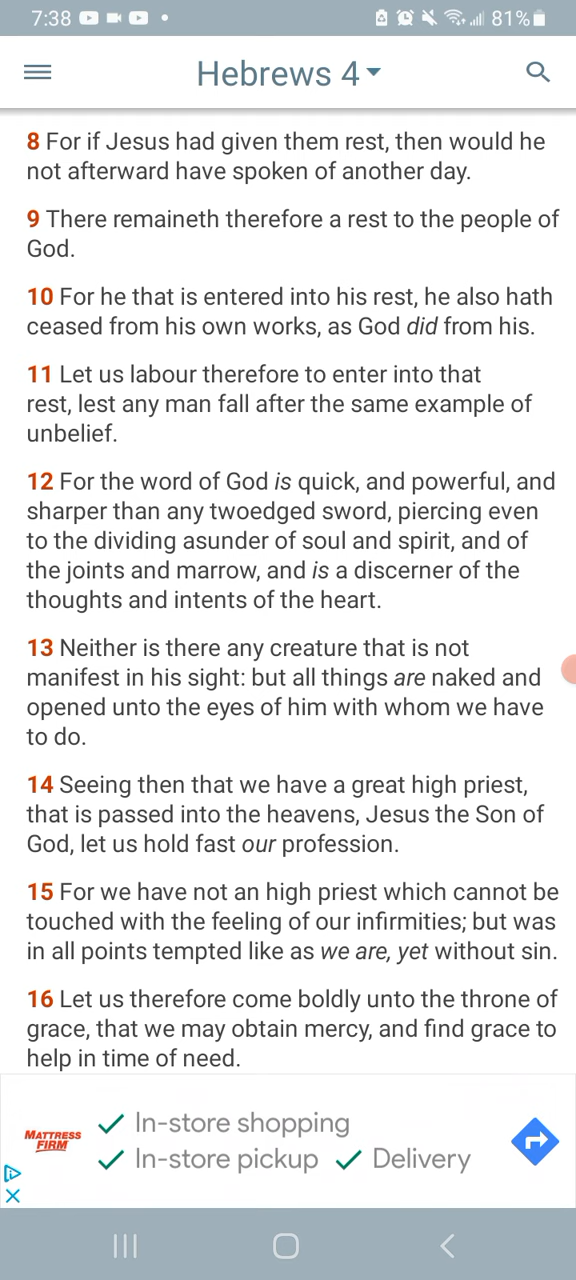 7:38
81%
Hebrews 4
8 For if Jesus had given them rest, then would he
not afterward have spoken of another day.
9 There remaineth therefore a rest to the people of
God.
10 For he that is entered into his rest, he also hath
ceased from his own works, as God did from his.
11 Let us labour therefore to enter into that
rest, lest any man fall after the same example of
unbelief.
12 For the word of God is quick, and powerful, and
sharper than any twoedged sword, piercing even
to the dividing asunder of soul and spirit, and of
the joints and marrow, and is a discerner of the
thoughts and intents of the heart.
13 Neither is there any creature that is not
manifest in his sight: but all things are naked and
opened unto the eyes of him with whom we have
to do.
14 Seeing then that we have a great high priest,
that is passed into the heavens, Jesus the Son of
God, let us hold fast our profession.
15 For we have not an high priest which cannot be
touched with the feeling of our infirmities; but was
in all points tempted like as we are, yet without sin.
16 Let us therefore come boldly unto the throne of
grace, that we may obtain mercy, and find grace to
help in time of need.
MATTRESS
FIRM
In-store shopping
In-store pickup Delivery